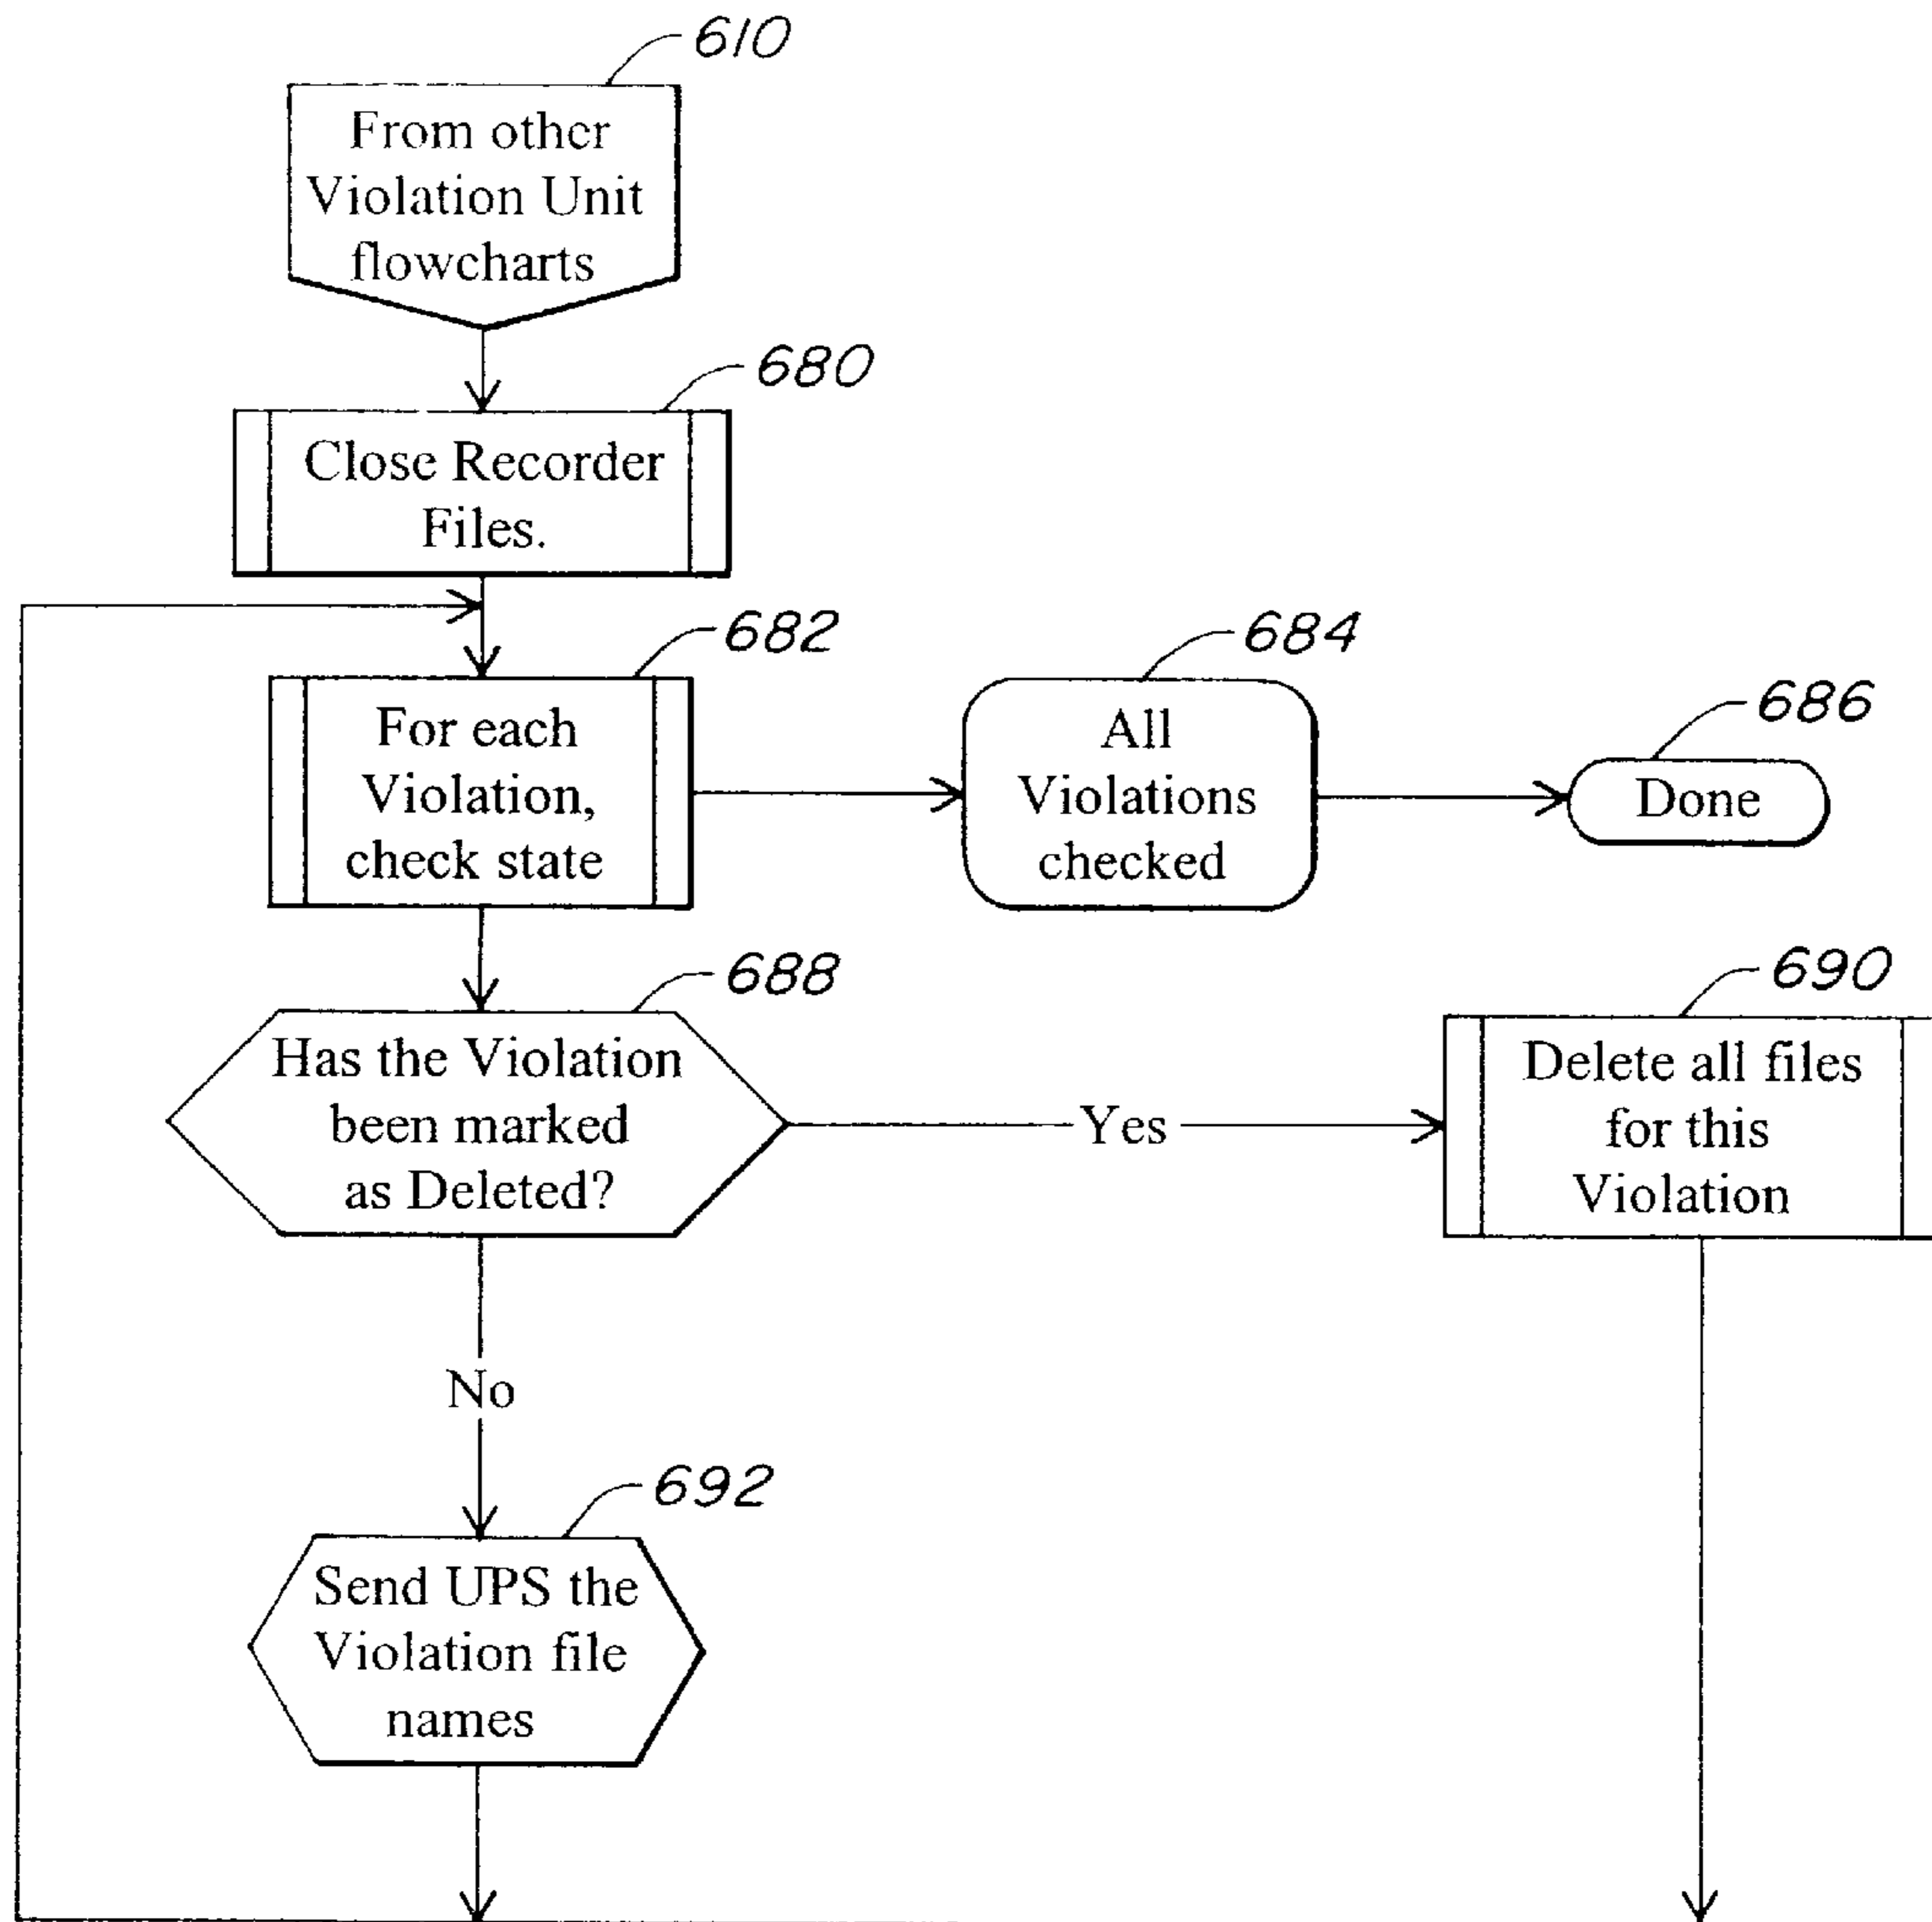 610
From other
Violation Unit
flowcharts
680
Close Recorder
Files.
682
For each
Violation,
check state
684
All
Violations
checked
686
Done
688
Has the Violation
been marked
as Deleted?
Yes
690
Delete all files
for this
Violation
No
692
Send UPS the
Violation file
names